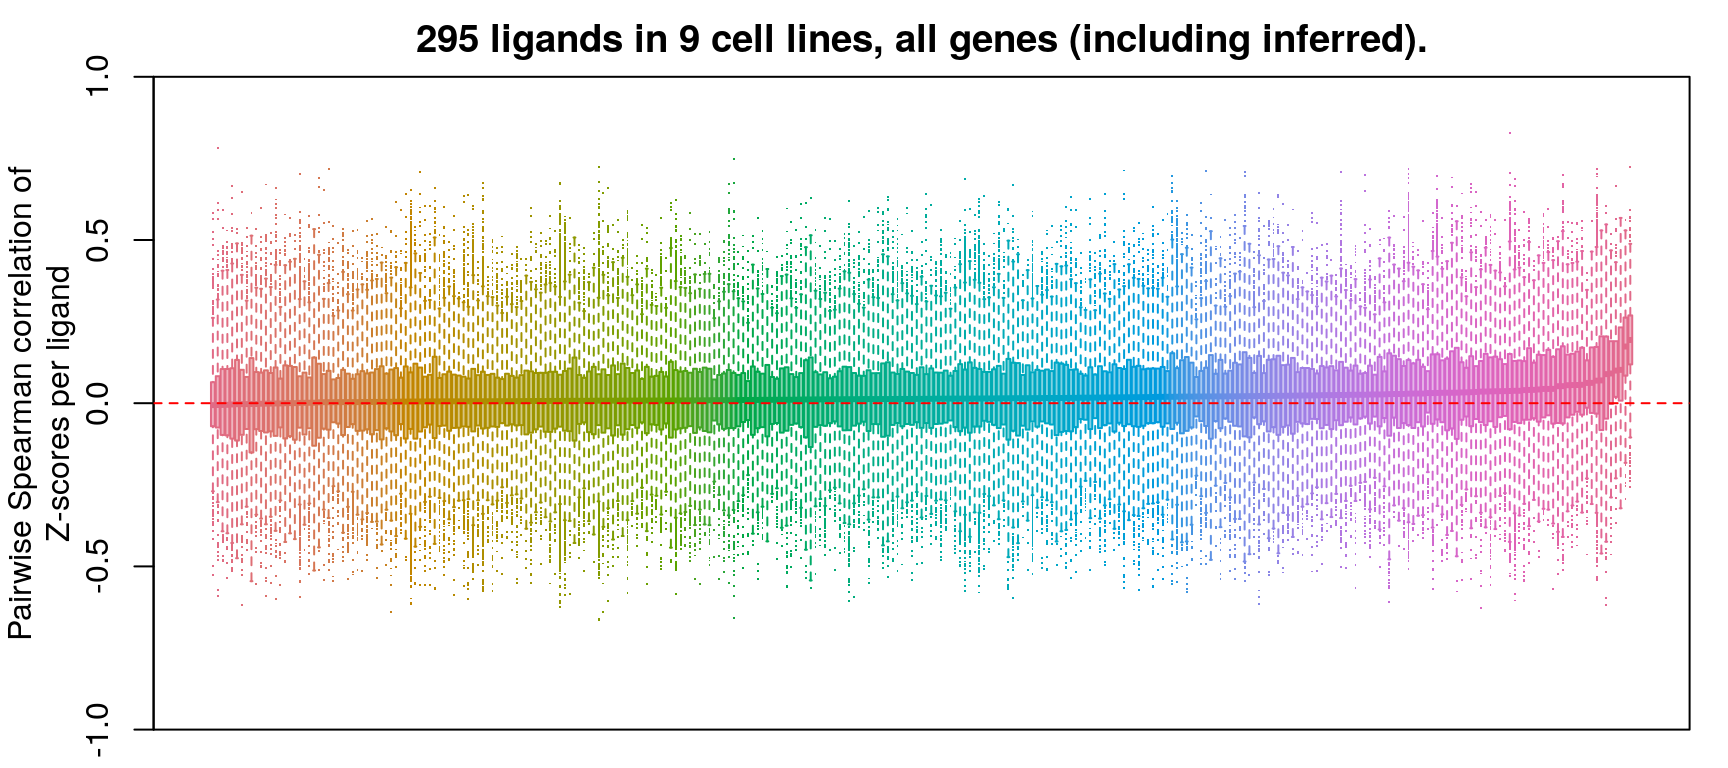 295 ligands in 9 cell lines, all genes (including inferred).
Pairwise Spearman correlation of
Z-scores per ligand
1.0
0.5
0.0
-0.5
-1.0